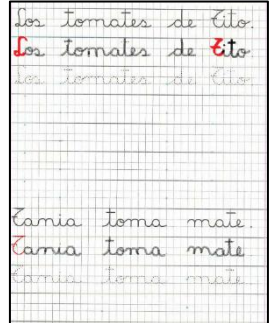 Los tomates de Tito.
Los tomates de Tito
Los tomates de Tito
Tania toma mate.
Tania toma mate
Tania toma mate.